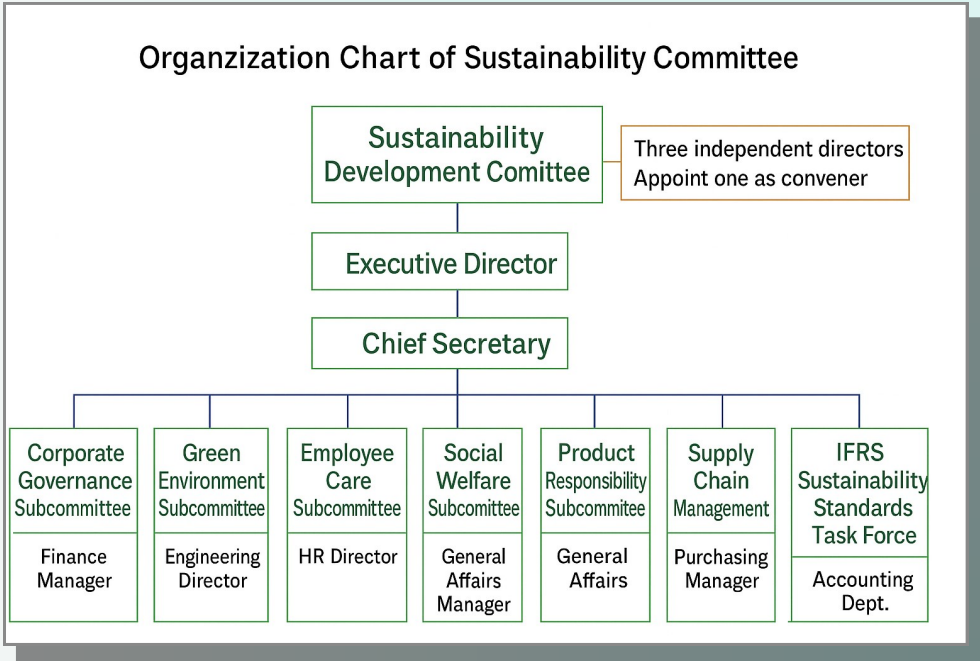 Organzization Chart of Sustainability Committee
Sustainability
Development Comittee
Three independent directors
Appoint one as convener
Executive Director
Chief Secretary
Corporate
Governance
Subcommittee
Finance
Manager
Green
Environment
Subcommittee
Engineering
Director
Employee
Care
Subcommittee
HR Director
Social
Welfare
Subcomittee
General
Affairs
Manager
Product
Responsibility
Subcommitee
General
Affairs
Supply
Chain
Management
Purchasing
Manager
IFRS
Sustainability
Standards
Task Force
Accounting
Dept.